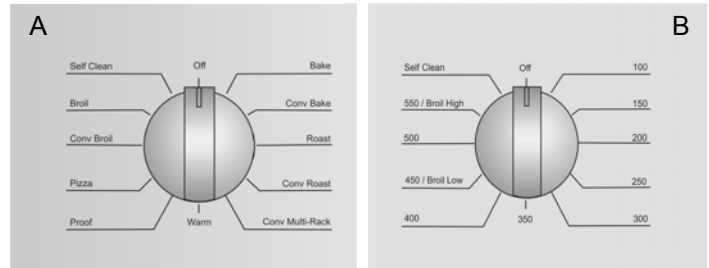 A
Self Clean
Off
Bake
Broil
Conv Bake
Conv Broil
Roast
Pizza
Conv Roast
Proof
Warm
Conv Multi-Rack
B
Self Clean
Off
100
550 / Broil High
150
500
200
450 / Broil Low
250
400
350
300